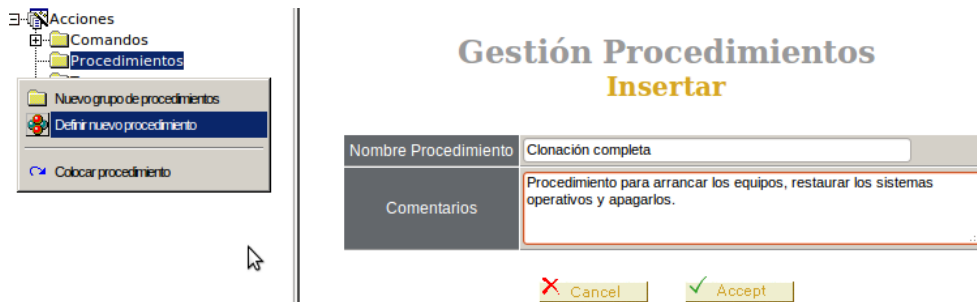 Acciones
Comandos
Procedimientos
Nuevo grupo de procedimientos
Definir nuevo procedimiento
Colocar procedimiento
Gestión Procedimientos
Insertar
Nombre Procedimiento
Clonación completa
Comentarios
Procedimiento para arrancar los equipos, restaurar los sistemas
operativos y apagarlos.
Cancel
Accept